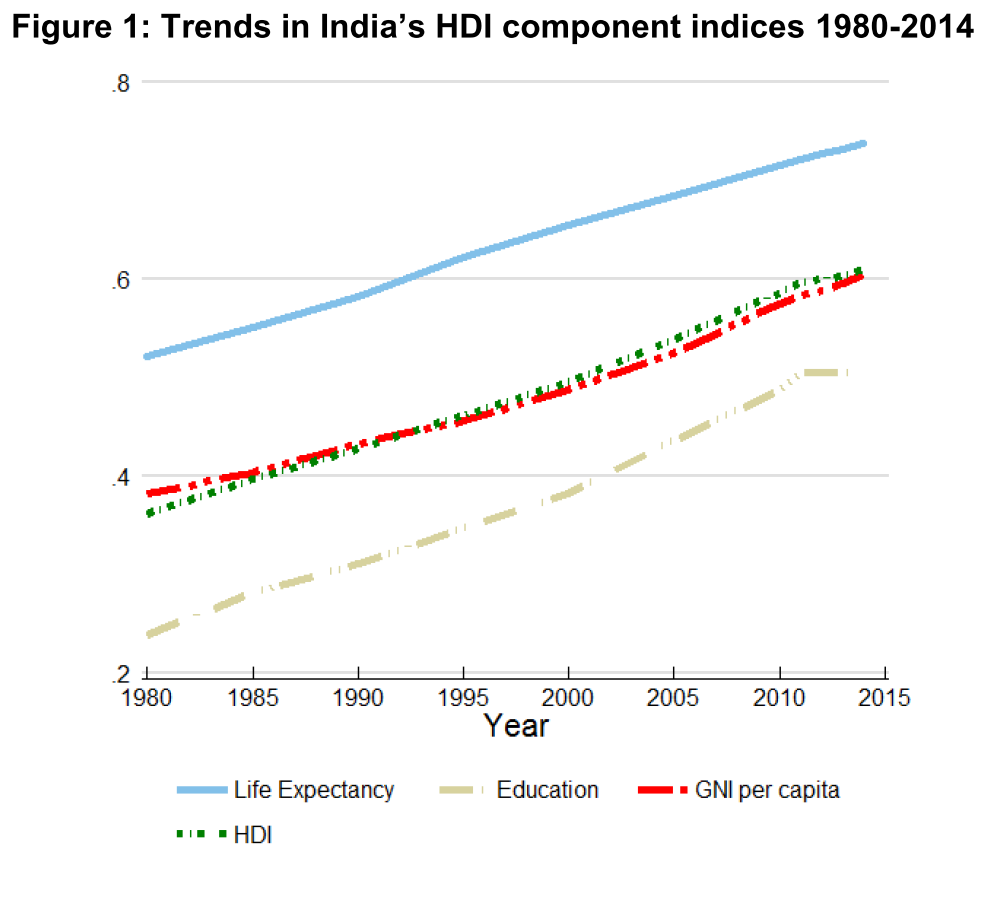 Figure 1: Trends in India’s HDI component indices 1980-2014
.8
.6
.4
.2
1980 1985 1990 1995 2000 2005 2010 2015
Year
Life Expectancy Education GNI per capita
HDI